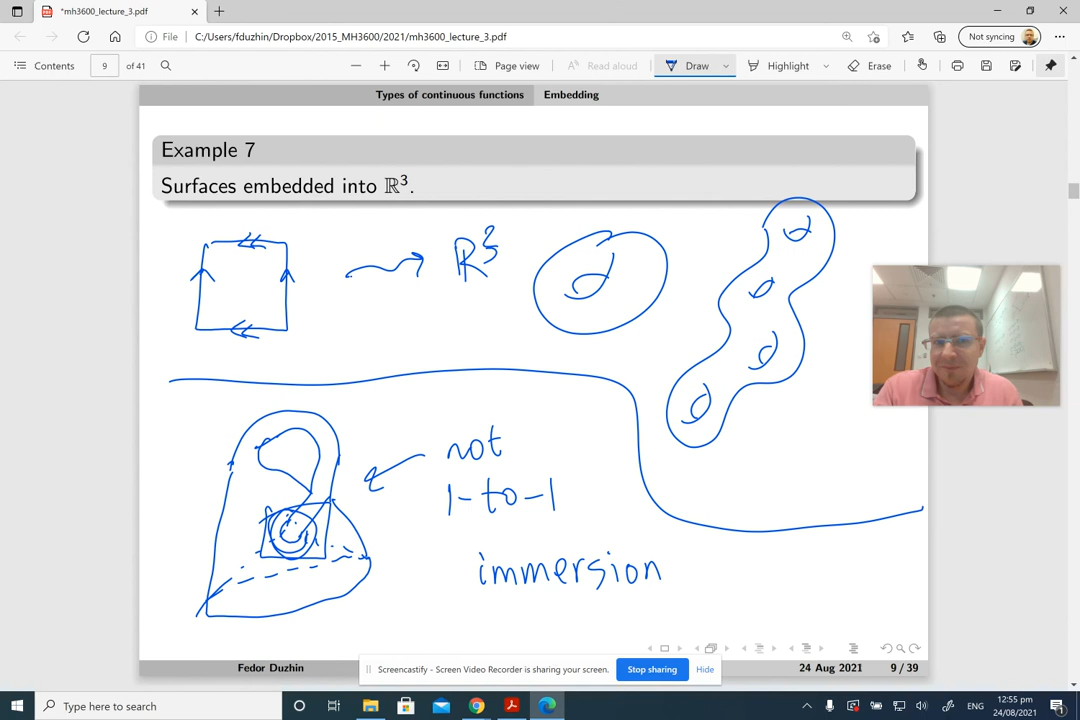 *mh3600_lecture_3.pdf
File
C:/Users/fduzhin/Dropbox/2015_MH3600/2021/mh3600_lecture_3.pdf
Not syncing
Contents
9
of 41
Page view
Read aloud
Draw
Highlight
Erase
Types of continuous functions
Embedding
Example 7
Surfaces embedded into ℝ³.
R³
not
1-to-1
immersion
Fedor Duzhin
24 Aug 2021
9 / 39
Screencastify - Screen Video Recorder is sharing your screen.
Stop sharing
Hide
Type here to search
ENG
12:55 pm
24/08/2021